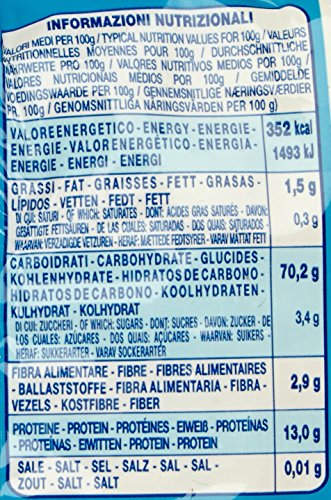 INFORMAZIONI NUTRIZIONALI
VALORI MEDI PER 100g / TYPICAL NUTRITION VALUES FOR 100g / VALEURS
NUTRITIONNELLES MOYENNES POUR 100g / DURCHSCHNITTLICHE
NÄHRWERTE PRO 100g / VALORES NUTRITIVOS MEDIOS POR 100g /
VALORES NUTRICIONAIS MÉDIOS POR 100g / GEMIDDELDE
VOEDINGSWAARDE PER 100g / GENNEMSNITLIGE NÆRINGSVÆRDIER
PR. 100g / GENOMSNITTLIGA NÄRINGSVÄRDEN PER 100 g)
VALORE ENERGETICO - ENERGY - ENERGIE - 352 kcal
ENERGIE - VALOR ENERGÉTICO - ENERGIA - 1493 kJ
ENERGIE - ENERGI - ENERGI
GRASSI - FAT - GRAISSES - FETT - GRASAS - 1,5 g
LÍPIDOS - VETTEN - FEDT - FETT
DI CUI: SATURI - OF WHICH: SATURATES - DONT: ACIDES GRAS SATURÉS - DAVON: 0,3 g
GESÄTTIGTE FETTSÄUREN - DE LAS CUALES: SATURADAS - DOS QUAIS: SATURADOS -
WAARVAN: VERZADIGDE VETZUREN - HERAF: MÆTTEDE FEDTSYRER - VARAV MÄTTAT FETT
CARBOIDRATI - CARBOHYDRATE - GLUCIDES - 70,2 g
KOHLENHYDRATE - HIDRATOS DE CARBONO -
HIDRATOS DE CARBONO - KOOLHYDRATEN -
KULHYDRAT - KOLHYDRAT
DI CUI: ZUCCHERI - OF WHICH: SUGARS - DONT: SUCRES - DAVON: ZUCKER - DE 3,4 g
LOS CUALES: AZÚCARES - DOS QUAIS: AÇÚCARES - WAARVAN: SUIKERS -
HERAF: SUKKERARTER - VARAV SOCKERARTER
FIBRA ALIMENTARE - FIBRE - FIBRES ALIMENTAIRES 2,9 g
- BALLASTSTOFFE - FIBRA ALIMENTARIA - FIBRA -
VEZELS - KOSTFIBRE - FIBER
PROTEINE - PROTEIN - PROTÉINES - EIWEIß - PROTEÍNAS 13,0 g
- PROTEÍNAS - EIWITTEN - PROTEIN - PROTEIN
SALE - SALT - SEL - SALZ - SAL - SAL - 0,01 g
ZOUT - SALT - SALT